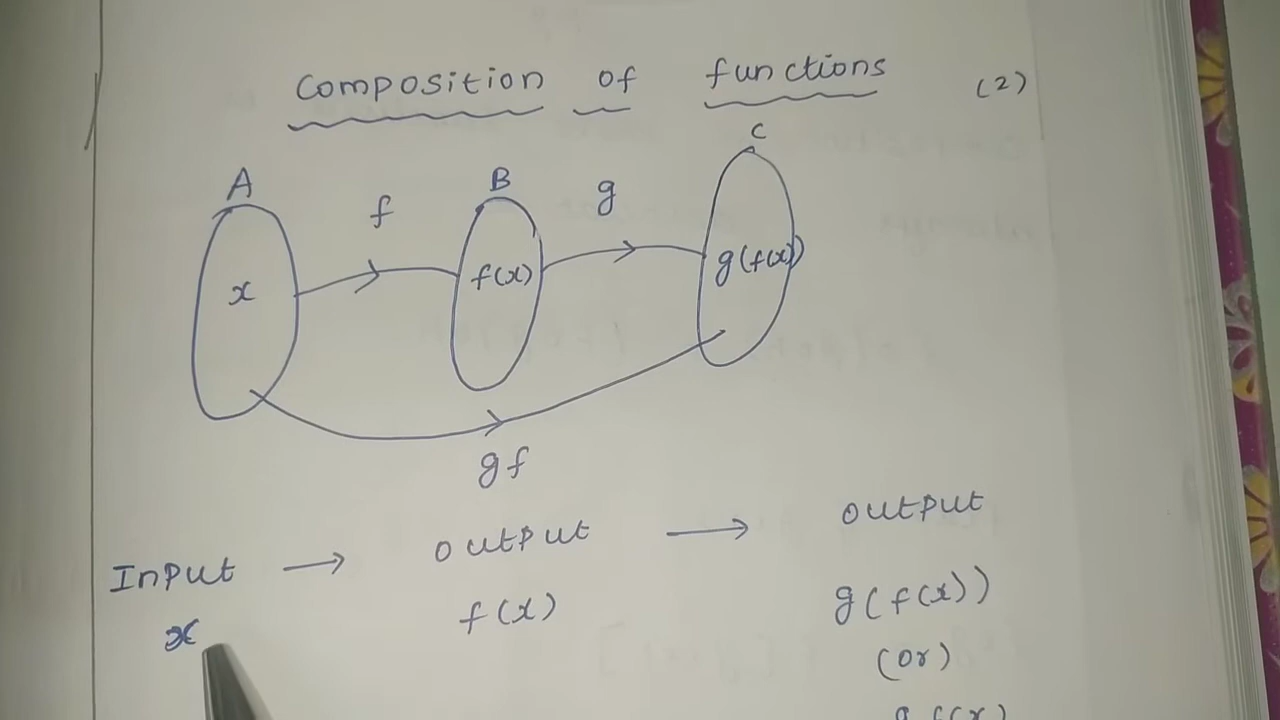 Composition of functions (2)
A f B g C
x f(x) g(f(x))
gf
Input → output → output
x f(x) g(f(x))
(or)
g f(x)